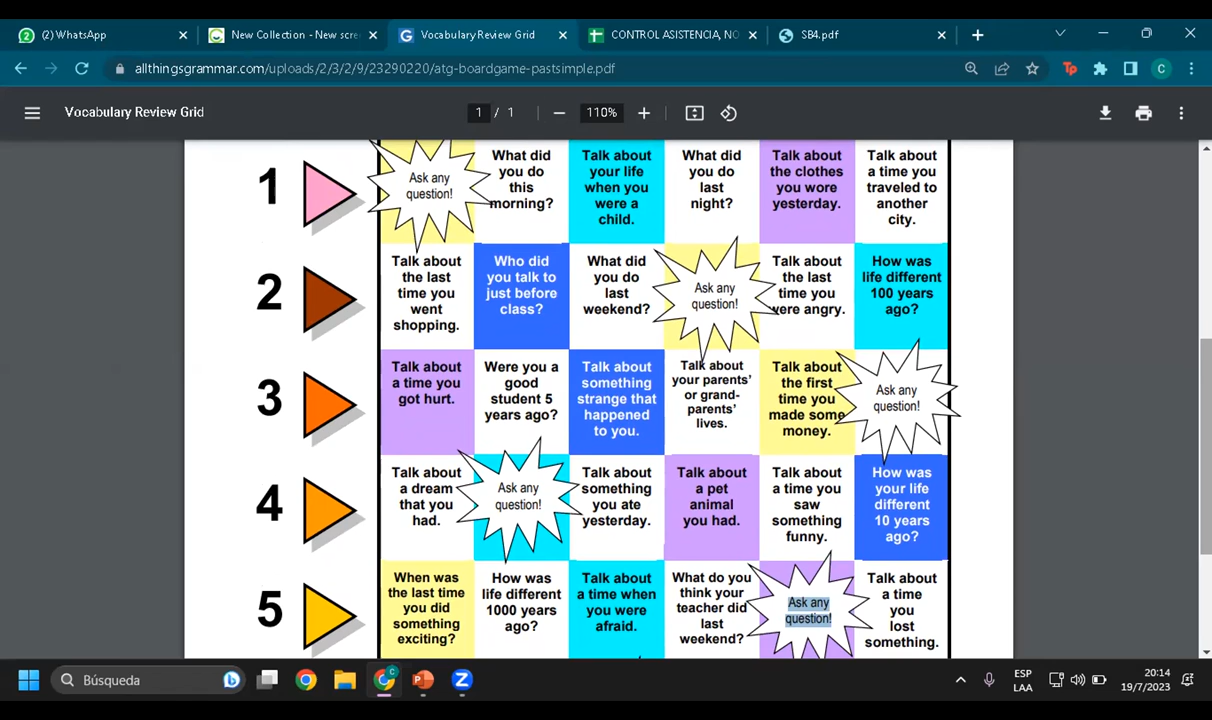 (2) WhatsApp
New Collection - New scre
Vocabulary Review Grid
CONTROL ASISTENCIA, NO
SB4.pdf
allthingsgrammar.com/uploads/2/3/2/9/23290220/atg-boardgame-pastsimple.pdf
Vocabulary Review Grid
1 / 1
110%
1
Ask any
question!
What did
you do
this
morning?
Talk about
your life
when you
were a
child.
What did
you do
last
night?
Talk about
the clothes
you wore
yesterday.
Talk about
a time you
traveled to
another
city.
2
Talk about
the last
time you
went
shopping.
Who did
you talk to
just before
class?
What did
you do
last
weekend?
Ask any
question!
Talk about
the last
time you
were angry.
How was
life different
100 years
ago?
3
Talk about
a time you
got hurt.
Were you a
good
student 5
years ago?
Talk about
something
strange that
happened
to you.
Talk about
your parents'
or grand-
parents'
lives.
Talk about
the first
time you
made some
money.
Ask any
question!
4
Talk about
a dream
that you
had.
Ask any
question!
Talk about
something
you ate
yesterday.
Talk about
a pet
animal
you had.
Talk about
a time you
saw
something
funny.
How was
your life
different
10 years
ago?
5
When was
the last time
you did
something
exciting?
How was
life different
1000 years
ago?
Talk about
a time when
you were
afraid.
What do you
think your
teacher did
last
weekend?
Ask any
question!
Talk about
a time
you
lost
something.
Búsqueda
ESP
LAA
20:14
19/7/2023